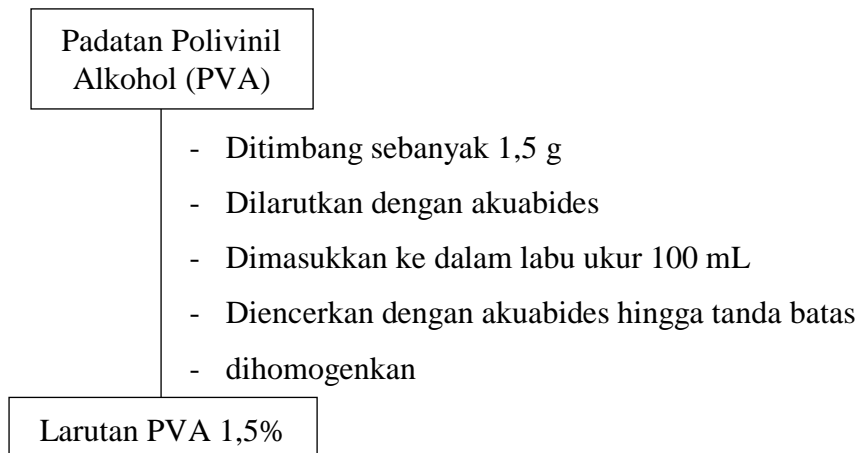 Padatan Polivinil
Alkohol (PVA)
- Ditimbang sebanyak 1,5 g
- Dilarutkan dengan akuabides
- Dimasukkan ke dalam labu ukur 100 mL
- Diencerkan dengan akuabides hingga tanda batas
- dihomogenkan
Larutan PVA 1,5%